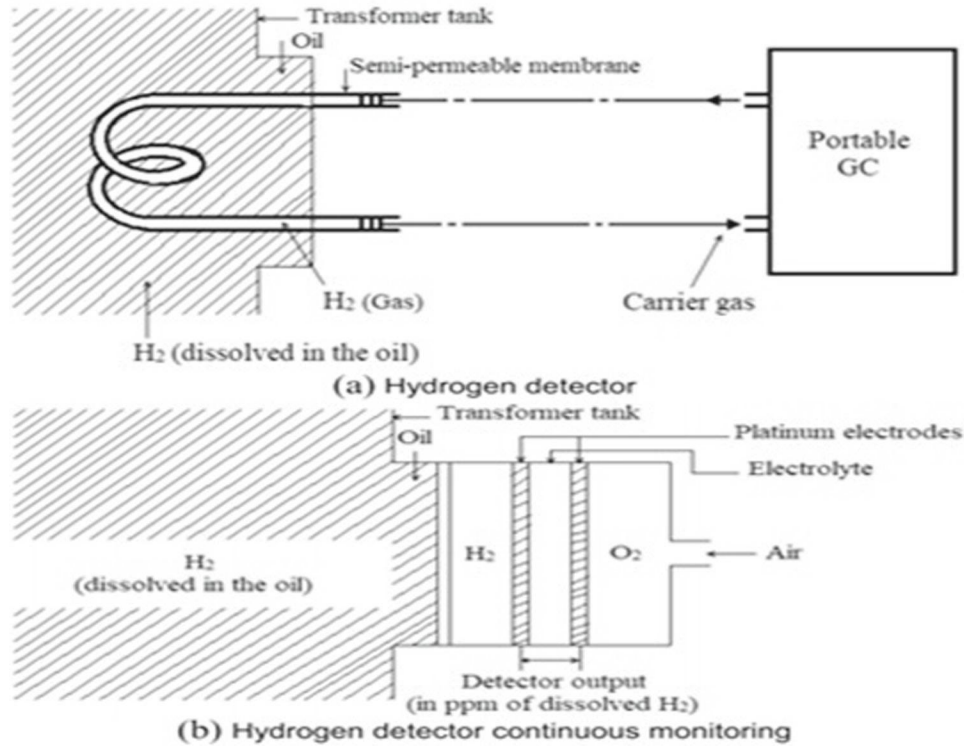 Transformer tank
Oil
Semi-permeable membrane
Portable
GC
H₂ (Gas)
Carrier gas
H₂ (dissolved in the oil)
(a) Hydrogen detector
Transformer tank
Oil
Platinum electrodes
Electrolyte
H₂
(dissolved in the oil)
H₂
O₂
Air
Detector output
(in ppm of dissolved H₂)
(b) Hydrogen detector continuous monitoring